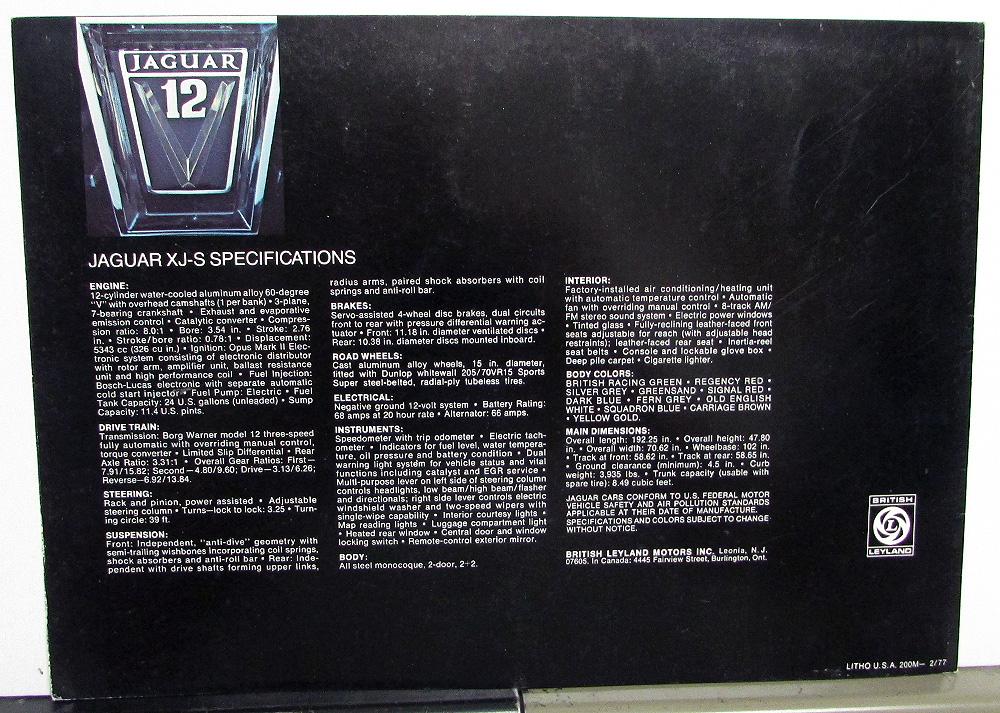 JAGUAR
12
JAGUAR XJ-S SPECIFICATIONS
ENGINE:
12-cylinder water-cooled aluminum alloy 60-degree
"V" with overhead camshafts (1 per bank) • 3-plane,
7-bearing crankshaft • Exhaust and evaporative
emission control • Catalytic converter • Compres-
sion ratio: 8.0:1 • Bore: 3.54 in. • Stroke: 2.76
in. • Stroke/bore ratio: 0.78:1 • Displacement:
5343 cc (326 cu in.) • Ignition: Opus Mark II Elec-
tronic system consisting of electronic distributor
with rotor arm, amplifier unit, ballast resistance
unit and high performance coil • Fuel Injection:
Bosch-Lucas electronic with separate automatic
cold start injector • Fuel Pump: Electric • Fuel
Tank Capacity: 24 U.S. gallons (unleaded) • Sump
Capacity: 11.4 U.S. pints.
DRIVE TRAIN:
Transmission: Borg Warner model 12 three-speed
fully automatic with overriding manual control,
torque converter • Limited Slip Differential • Rear
Axle Ratio: 3.31:1 • Overall Gear Ratios: First—
7.91/15.82; Second—4.80/9.60; Drive—3.13/6.26;
Reverse—6.92/13.84.
STEERING:
Rack and pinion, power assisted • Adjustable
steering column • Turns—lock to lock: 3.25 • Turn-
ing circle: 39 ft.
SUSPENSION:
Front: Independent, "anti-dive" geometry with
semi-trailing wishbones incorporating coil springs,
shock absorbers and anti-roll bar • Rear: Inde-
pendent with drive shafts forming upper links,
radius arms, paired shock absorbers with coil
springs and anti-roll bar.
BRAKES:
Servo-assisted 4-wheel disc brakes, dual circuits
front to rear with pressure differential warning ac-
tuator • Front: 11.18 in. diameter ventilated discs •
Rear: 10.38 in. diameter discs mounted inboard.
ROAD WHEELS:
Cast aluminum alloy wheels, 15 in. diameter,
fitted with Dunlop whitewall 205/70VR15 Sports
Super steel-belted, radial-ply tubeless tires.
ELECTRICAL:
Negative ground 12-volt system • Battery Rating:
68 amps at 20 hour rate • Alternator: 66 amps.
INSTRUMENTS:
Speedometer with trip odometer • Electric tach-
ometer • Indicators for fuel level, water tempera-
ture, oil pressure and battery condition • Dual
warning light system for vehicle status and vital
functions including catalyst and EGR service •
Multi-purpose lever on left side of steering column
controls headlights, low beam/high beam/flasher
and directionals; right side lever controls electric
windshield washer and two-speed wipers with
single-wipe capability • Interior courtesy lights •
Map reading lights • Luggage compartment light
• Heated rear window • Central door and window
locking switch • Remote-control exterior mirror.
BODY:
All steel monocoque, 2-door, 2+2.
INTERIOR:
Factory-installed air conditioning/heating unit
with automatic temperature control • Automatic
fan with overriding manual control • 8-track AM/
FM stereo sound system • Electric power windows
• Tinted glass • Fully-reclining leather-faced front
seats adjustable for reach (with adjustable head
restraints); leather-faced rear seat • Inertia-reel
seat belts • Console and lockable glove box •
Deep pile carpet • Cigarette lighter.
BODY COLORS:
BRITISH RACING GREEN • REGENCY RED •
SILVER GREY • GREENSAND • SIGNAL RED •
DARK BLUE • FERN GREY • OLD ENGLISH
WHITE • SQUADRON BLUE • CARRIAGE BROWN
• YELLOW GOLD.
MAIN DIMENSIONS:
Overall length: 192.25 in. • Overall height: 47.80
in. • Overall width: 70.62 in. • Wheelbase: 102 in.
• Track at front: 58.62 in. • Track at rear: 58.65 in.
• Ground clearance (minimum): 4.5 in. • Curb
weight: 3,935 lbs. • Trunk capacity (usable with
spare tire): 8.49 cubic feet.
JAGUAR CARS CONFORM TO U.S. FEDERAL MOTOR
VEHICLE SAFETY AND AIR POLLUTION STANDARDS
APPLICABLE AT THEIR DATE OF MANUFACTURE.
SPECIFICATIONS AND COLORS SUBJECT TO CHANGE
WITHOUT NOTICE.
BRITISH LEYLAND MOTORS INC. Leonia, N. J.
07605. In Canada: 4445 Fairview Street, Burlington, Ont.
BRITISH
L
LEYLAND
LITHO U.S.A. 200M— 2/77